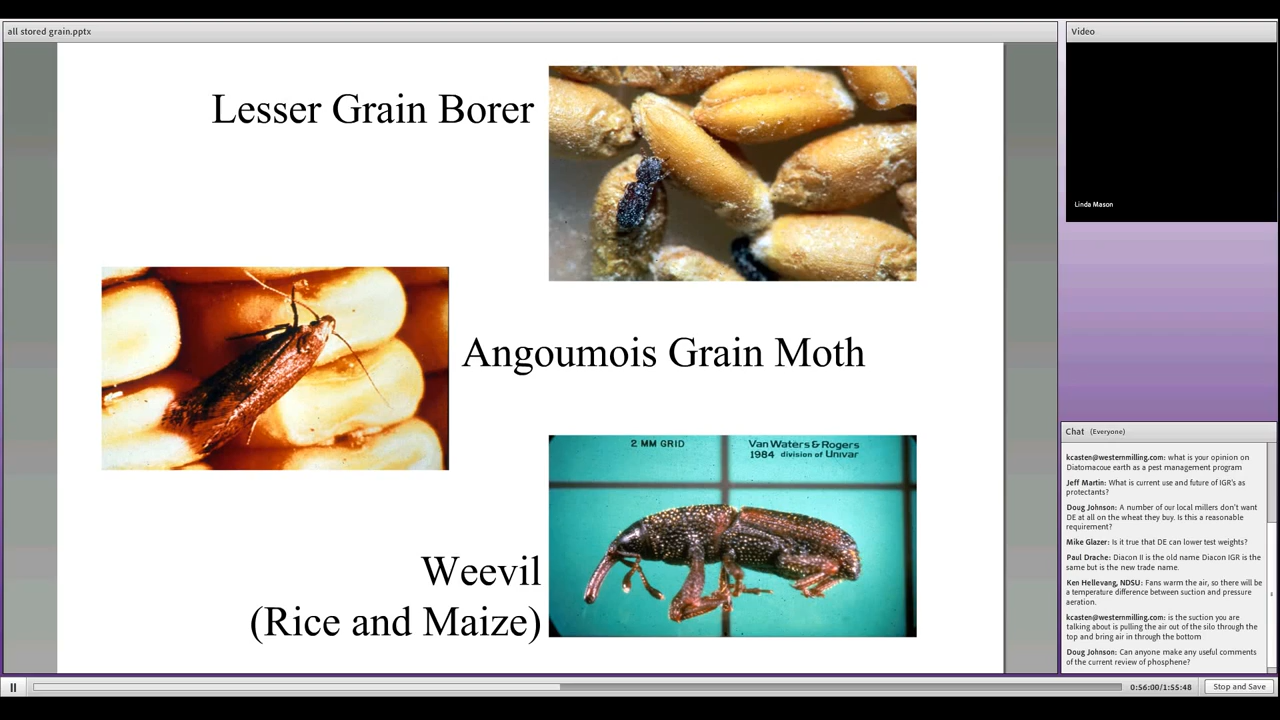 all stored grain.pptx
Lesser Grain Borer
Angoumois Grain Moth
2 MM GRID
Van Waters & Rogers
1984 division of Univar
Weevil
(Rice and Maize)
Video
Linda Mason
Chat (Everyone)
kcasten@westernmilling.com: what is your opinion on
Diatomacoue earth as a pest management program
Jeff Martin: What is current use and future of IGR's as
protectants?
Doug Johnson: A number of our local millers don't want
DE at all on the wheat they buy. Is this a reasonable
requirement?
Mike Glazer: Is it true that DE can lower test weights?
Paul Drache: Diacon II is the old name Diacon IGR is the
same but is the new trade name.
Ken Hellevang, NDSU: Fans warm the air, so there will be
a temperature difference between suction and pressure
aeration.
kcasten@westernmilling.com: is the suction you are
talking about is pulling the air out of the silo through the
top and bring air in through the bottom
Doug Johnson: Can anyone make any useful comments
of the current review of phosphene?
0:56:00/1:55:48
Stop and Save